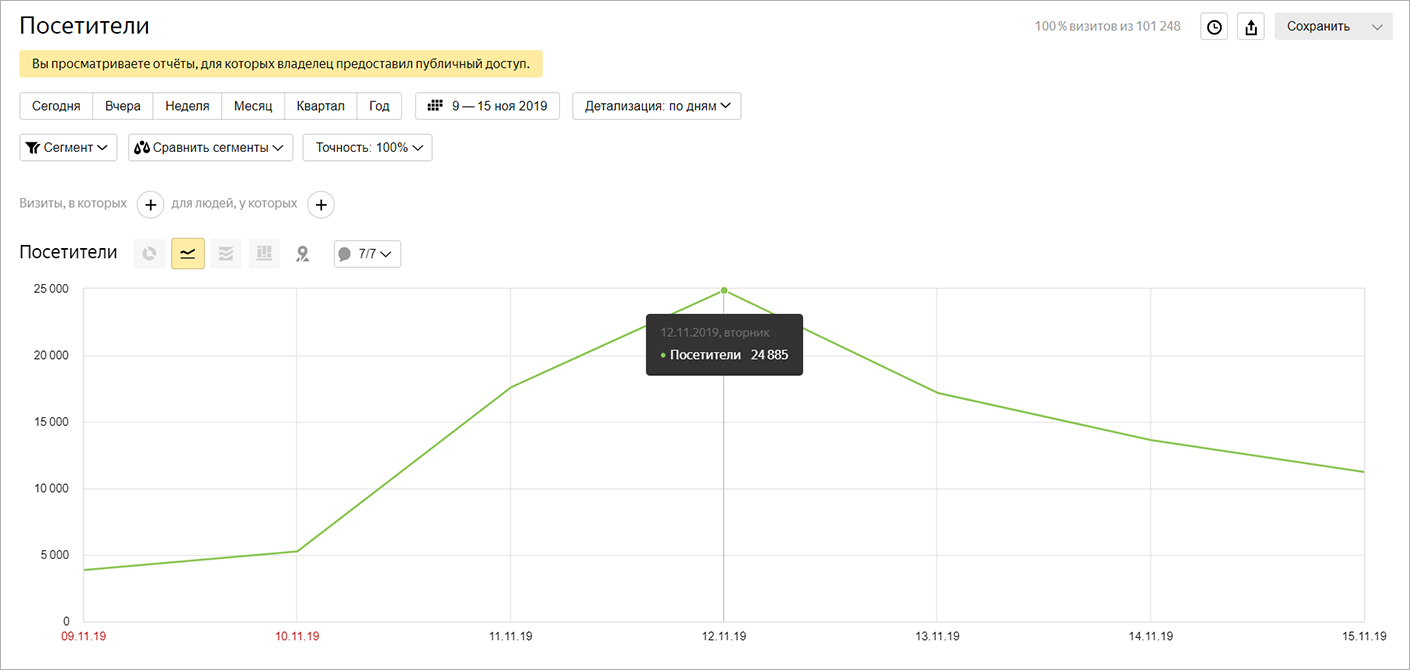 Посетители
100 % визитов из 101 248
Сохранить
Вы просматриваете отчёты, для которых владелец предоставил публичный доступ.
Сегодня Вчера Неделя Месяц Квартал Год 9 — 15 ноя 2019 Детализация: по дням
Сегмент Сравнить сегменты Точность: 100%
Визиты, в которых + для людей, у которых +
Посетители 7/7
25 000
20 000
15 000
10 000
5 000
0
12.11.2019, вторник
Посетители 24 885
09.11.19 10.11.19 11.11.19 12.11.19 13.11.19 14.11.19 15.11.19